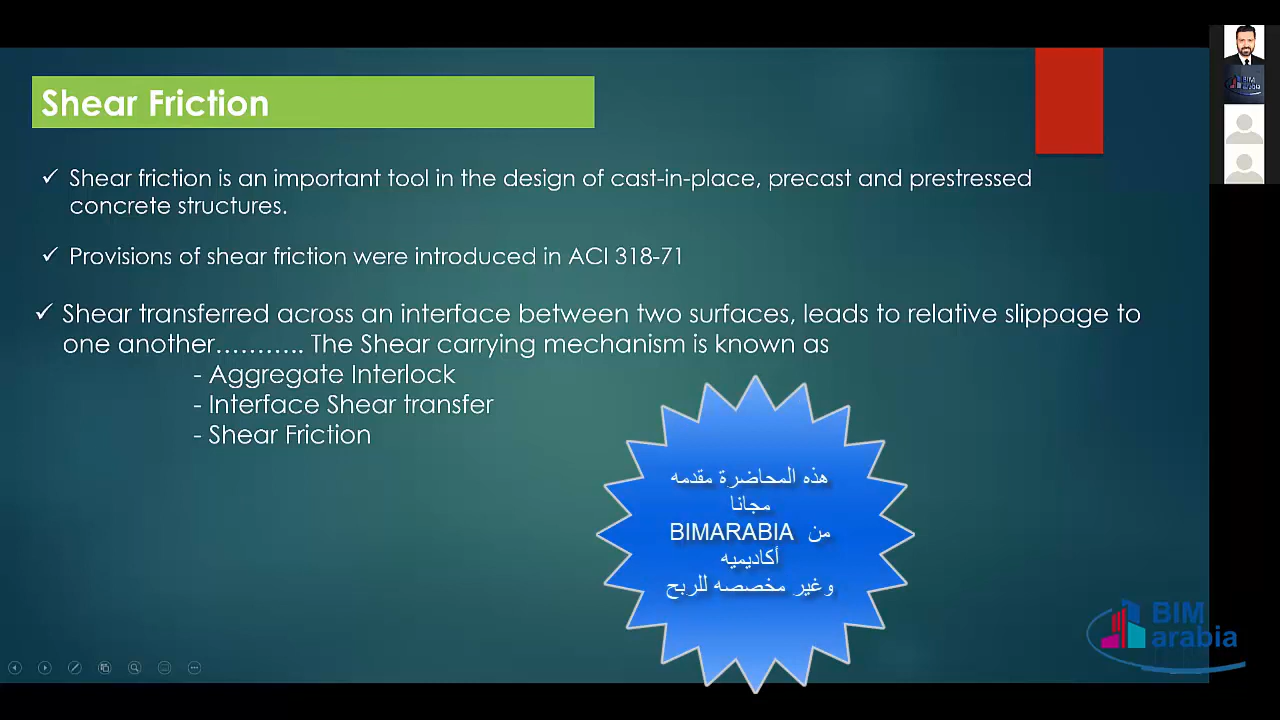 Shear Friction
✓ Shear friction is an important tool in the design of cast-in-place, precast and prestressed
concrete structures.
✓ Provisions of shear friction were introduced in ACI 318-71
✓ Shear transferred across an interface between two surfaces, leads to relative slippage to
one another……….. The Shear carrying mechanism is known as
- Aggregate Interlock
- Interface Shear transfer
- Shear Friction
هذه المحاضرة مقدمه
مجانا
من BIMARABIA
أكاديميه
وغير مخصصه للربح
BIM
arabia
BIM
arabia